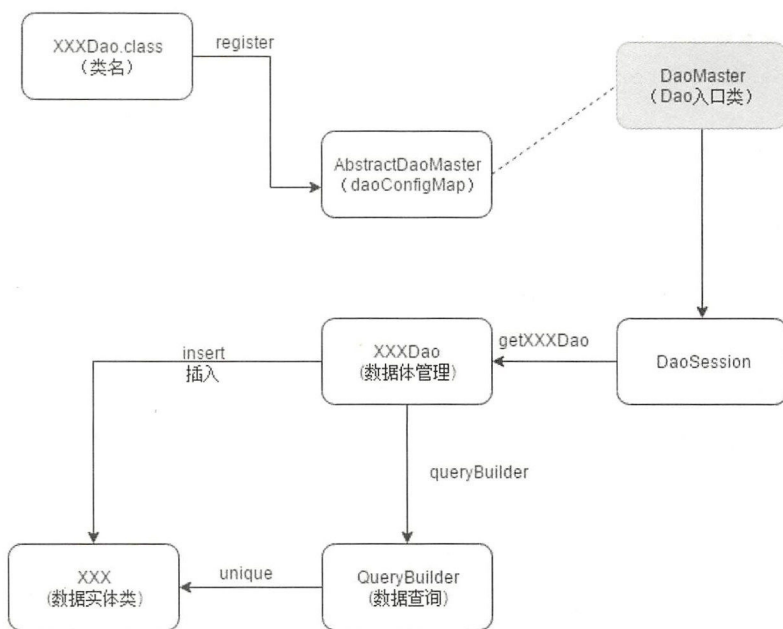 XXXDao.class
（类名）
register
DaoMaster
（Dao入口类）
AbstractDaoMaster
（daoConfigMap）
insert
插入
XXXDao
(数据体管理)
getXXXDao
DaoSession
queryBuilder
XXX
(数据实体类)
unique
QueryBuilder
(数据查询)